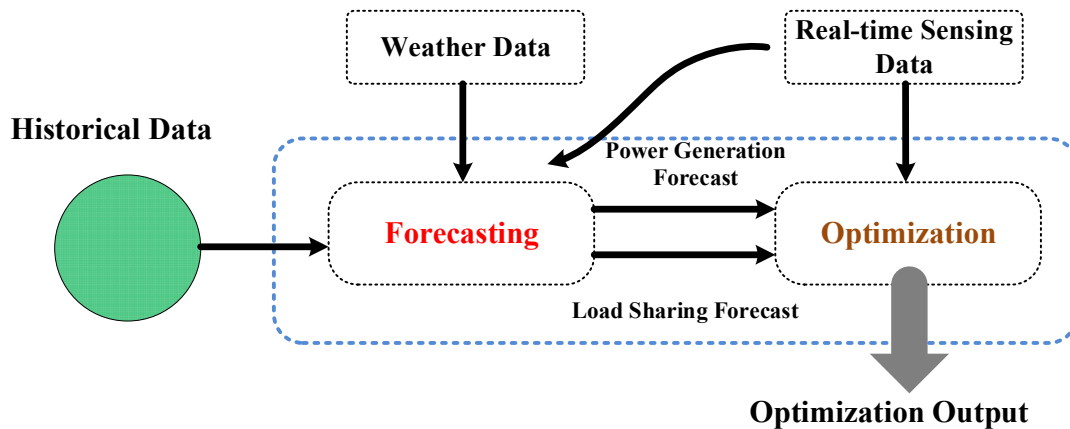 Weather Data
Real-time Sensing
Data
Historical Data
Power Generation
Forecast
Forecasting
Optimization
Load Sharing Forecast
Optimization Output